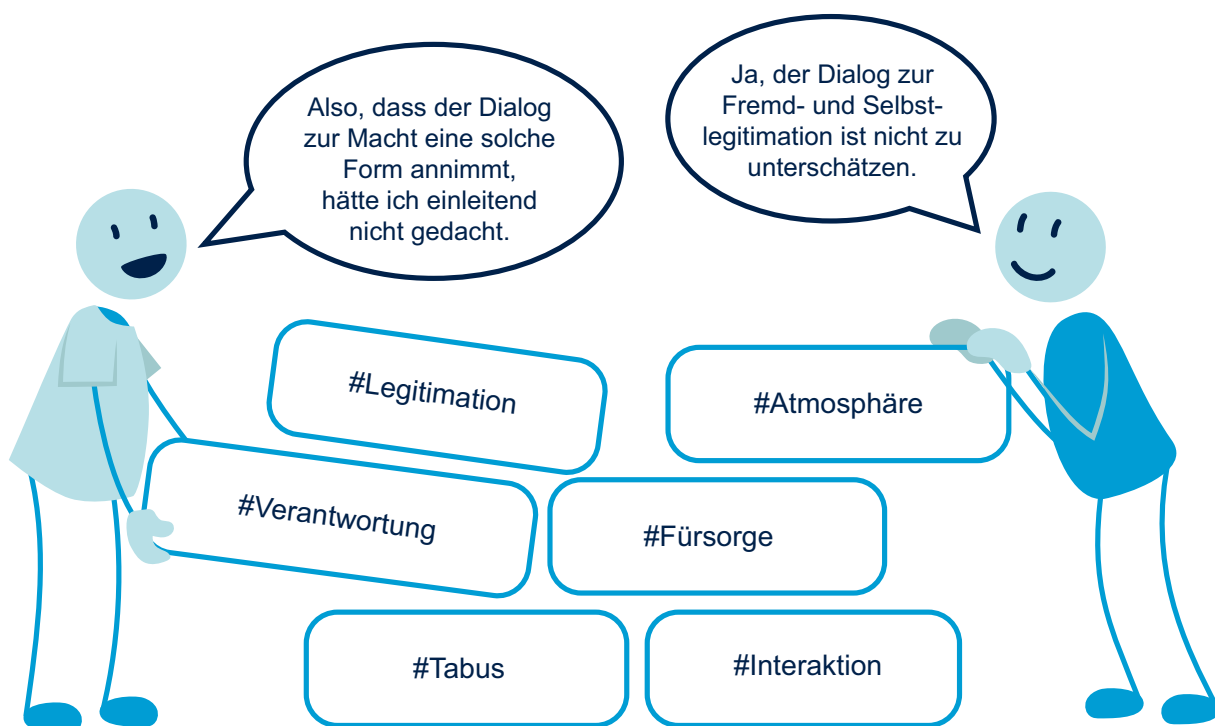 Also, dass der Dialog
zur Macht eine solche
Form annimmt,
hätte ich einleitend
nicht gedacht.
Ja, der Dialog zur
Fremd- und Selbst-
legitimation ist nicht zu
unterschätzen.
#Legitimation
#Atmosphäre
#Verantwortung
#Fürsorge
#Tabus
#Interaktion